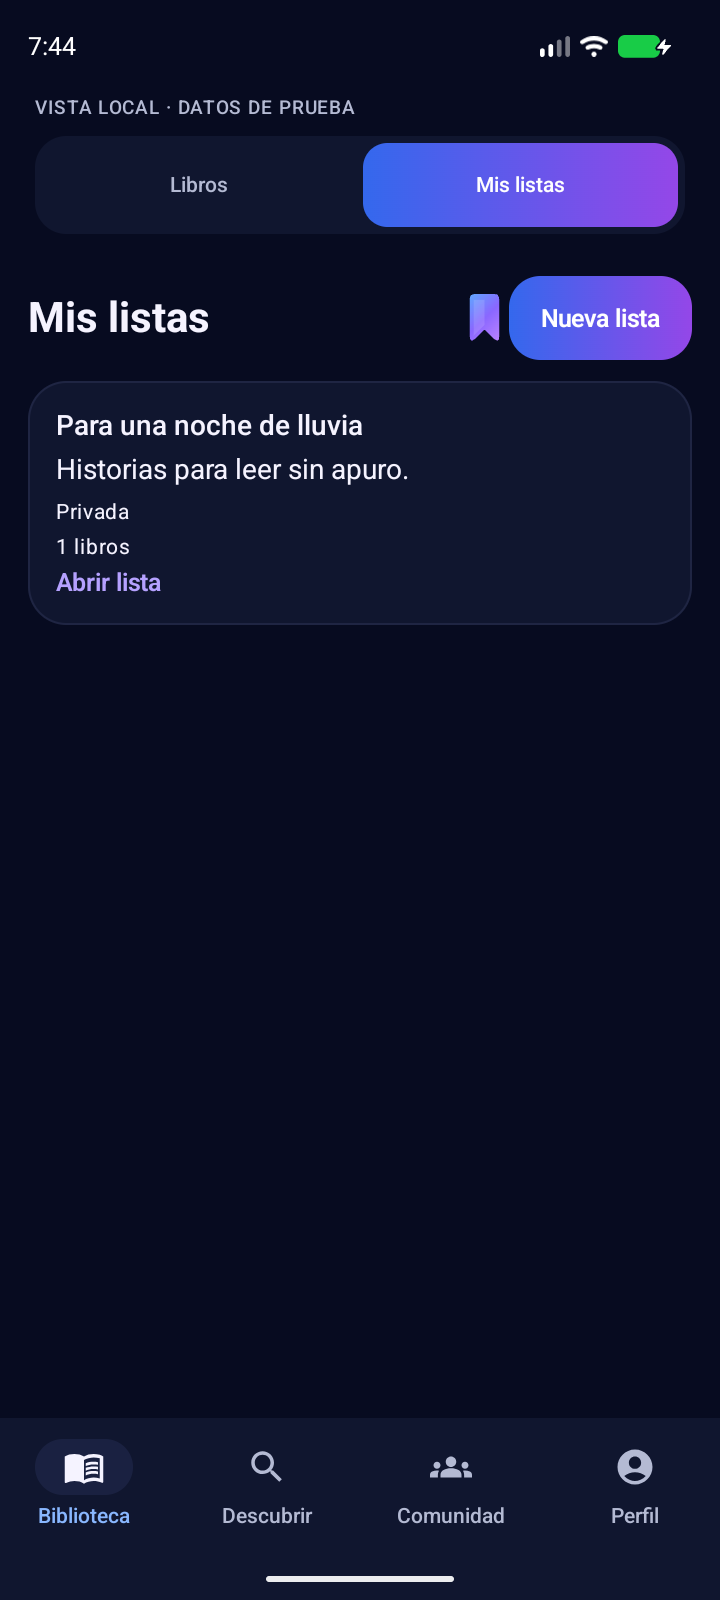 7:44
VISTA LOCAL · DATOS DE PRUEBA
Libros
Mis listas
Mis listas
Nueva lista
Para una noche de lluvia
Historias para leer sin apuro.
Privada
1 libros
Abrir lista
Biblioteca
Descubrir
Comunidad
Perfil